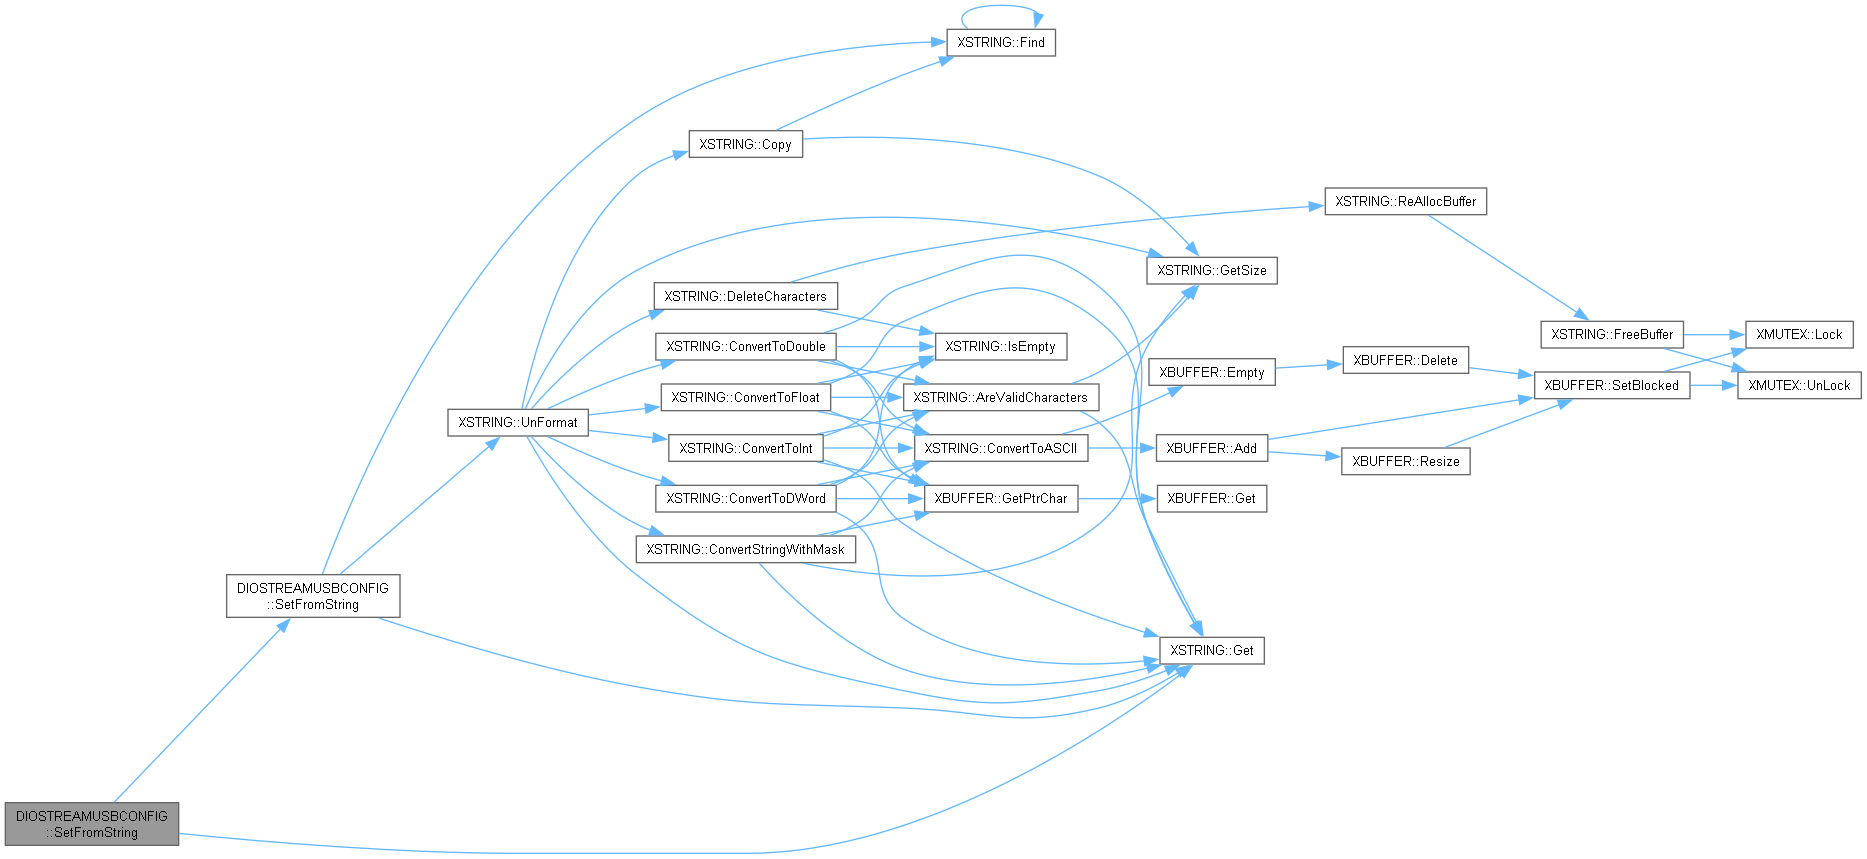 XSTRING::Find
XSTRING::Copy
XSTRING::ReAllocBuffer
XSTRING::GetSize
XSTRING::DeleteCharacters
XSTRING::FreeBuffer
XMUTEX::Lock
XSTRING::ConvertToDouble
XSTRING::IsEmpty
XBUFFER::Delete
XBUFFER::Empty
XBUFFER::SetBlocked
XMUTEX::UnLock
XSTRING::ConvertToFloat
XSTRING::AreValidCharacters
XSTRING::UnFormat
XSTRING::ConvertToInt
XSTRING::ConvertToASCII
XBUFFER::Add
XBUFFER::Resize
XSTRING::ConvertToDWord
XBUFFER::GetPtrChar
XBUFFER::Get
XSTRING::ConvertStringWithMask
DIOSTREAMUSBCONFIG
::SetFromString
XSTRING::Get
DIOSTREAMUSBCONFIG
::SetFromString